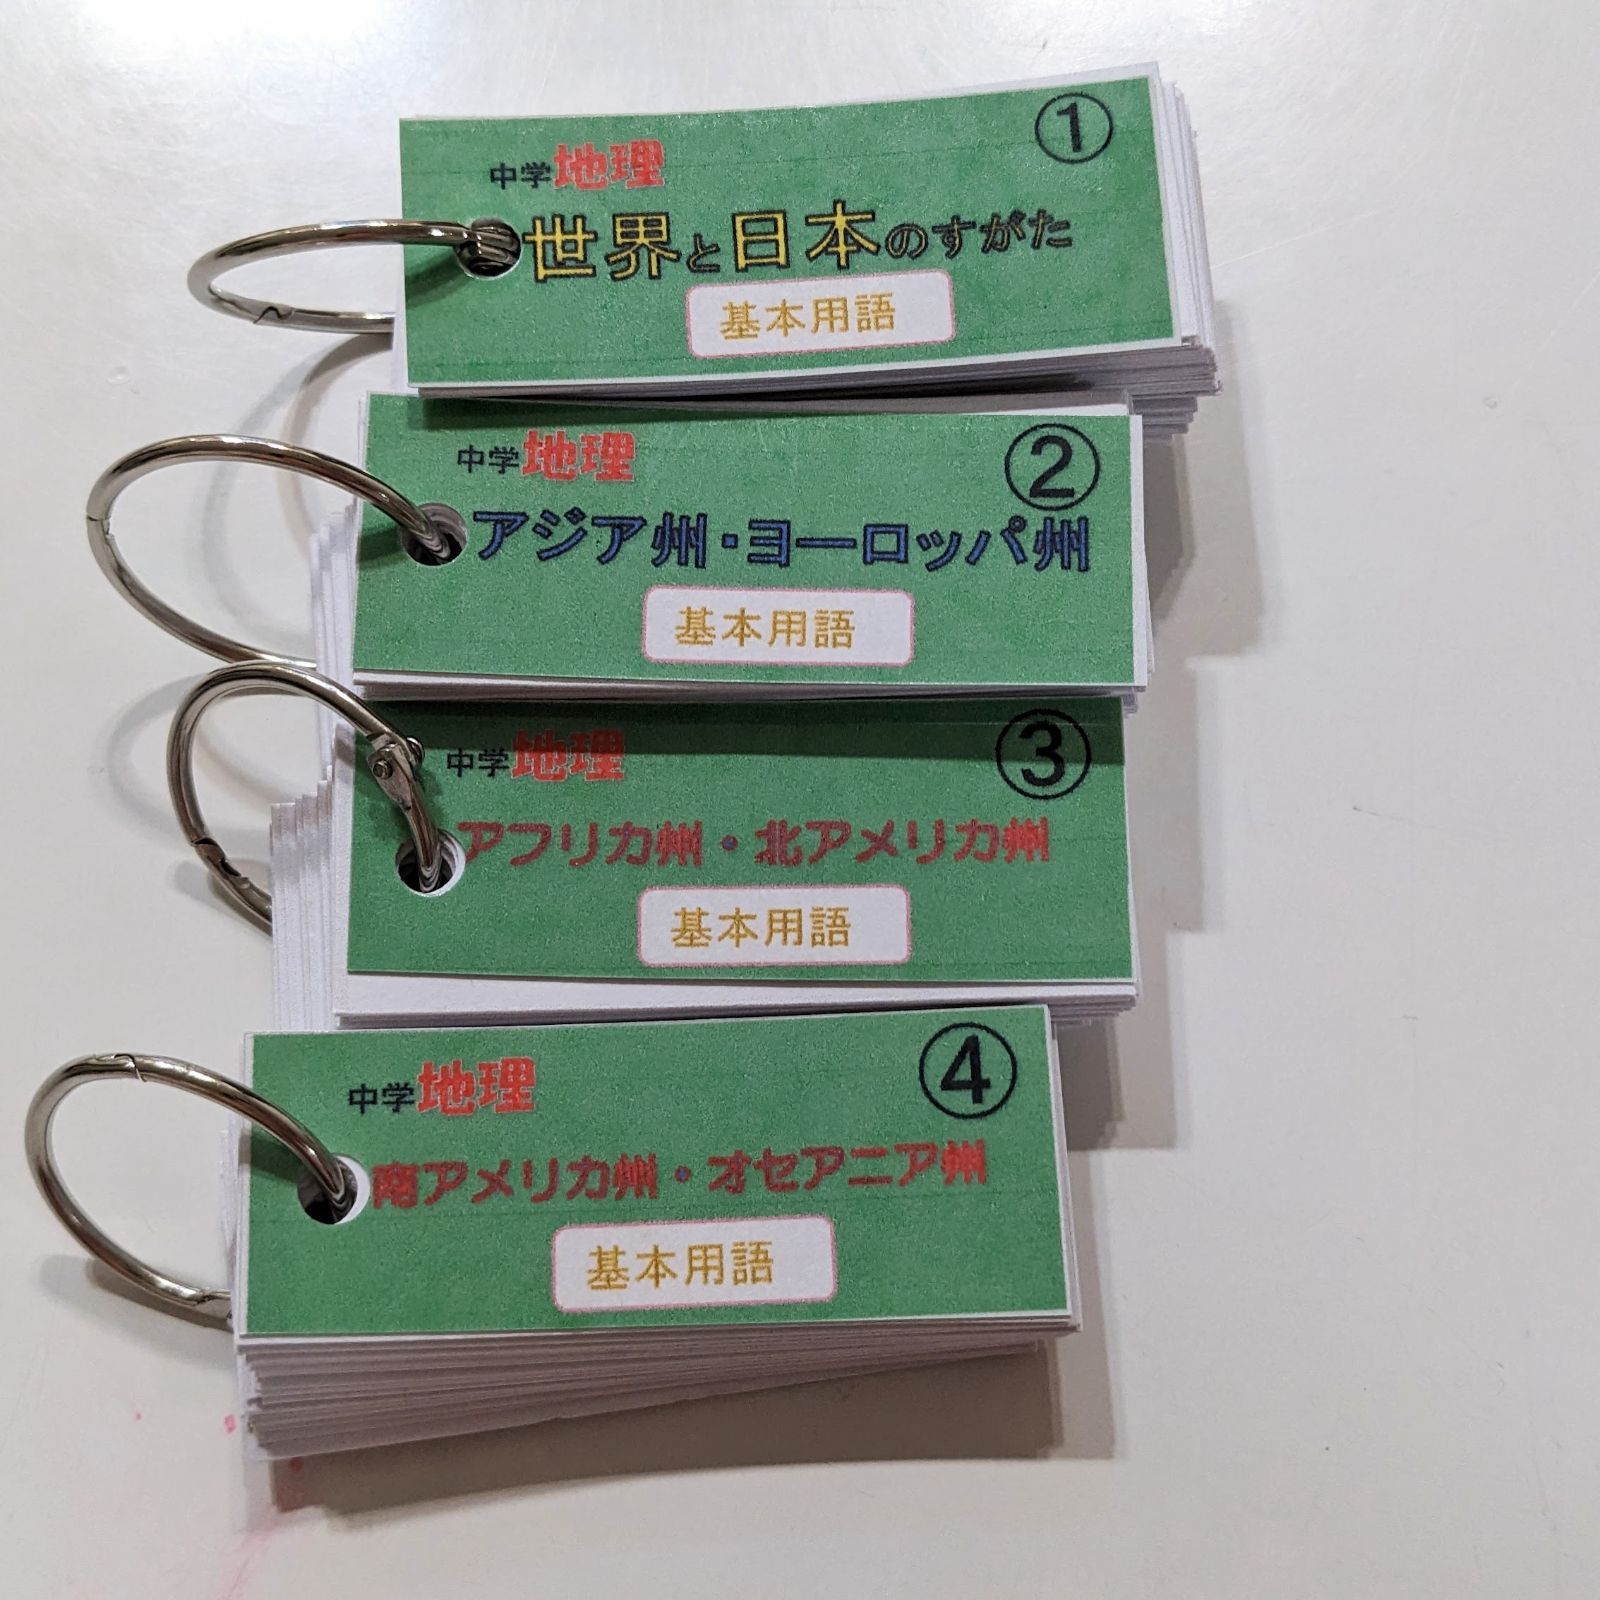 ①
中学地理
世界と日本のすがた
基本用語
②
中学地理
アジア州・ヨーロッパ州
基本用語
③
中学地理
アフリカ州・北アメリカ州
基本用語
④
中学地理
南アメリカ州・オセアニア州
基本用語